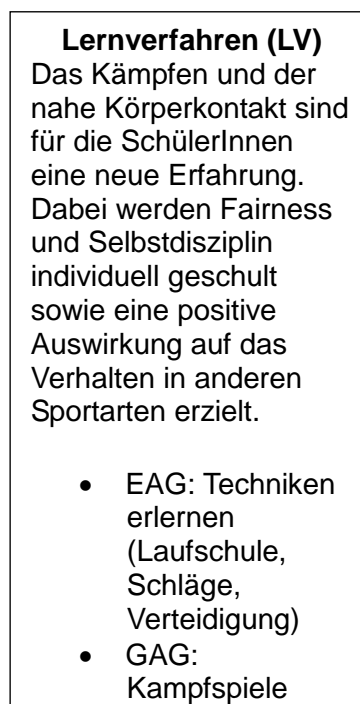 Lernverfahren (LV)
Das Kämpfen und der
nahe Körperkontakt sind
für die SchülerInnen
eine neue Erfahrung.
Dabei werden Fairness
und Selbstdisziplin
individuell geschult
sowie eine positive
Auswirkung auf das
Verhalten in anderen
Sportarten erzielt.
• EAG: Techniken
erlernen
(Laufschule,
Schläge,
Verteidigung)
• GAG:
Kampfspiele